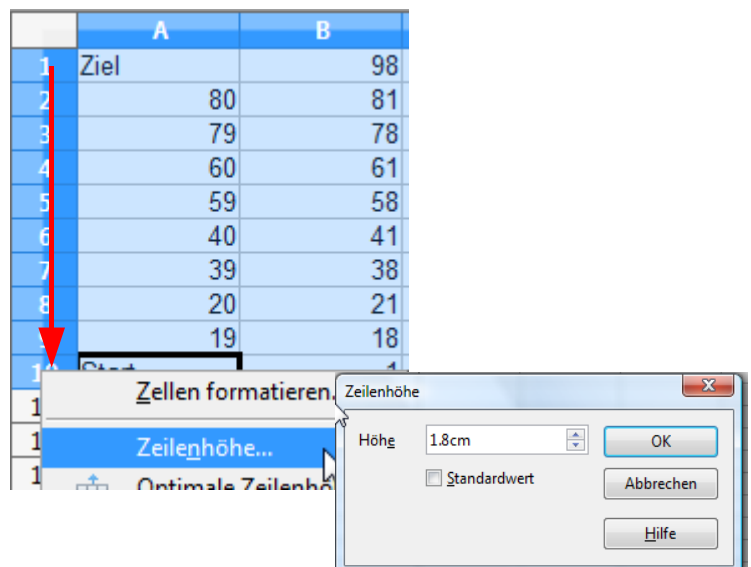 A B
1 Ziel 98
2 80 81
3 79 78
4 60 61
5 59 58
6 40 41
7 39 38
8 20 21
9 19 18
Start 1
Zellen formatieren.
Zeilenhöhe...
Optimale
Zeilenhöhe
Höhe 1.8cm OK
Standardwert Abbrechen
Hilfe